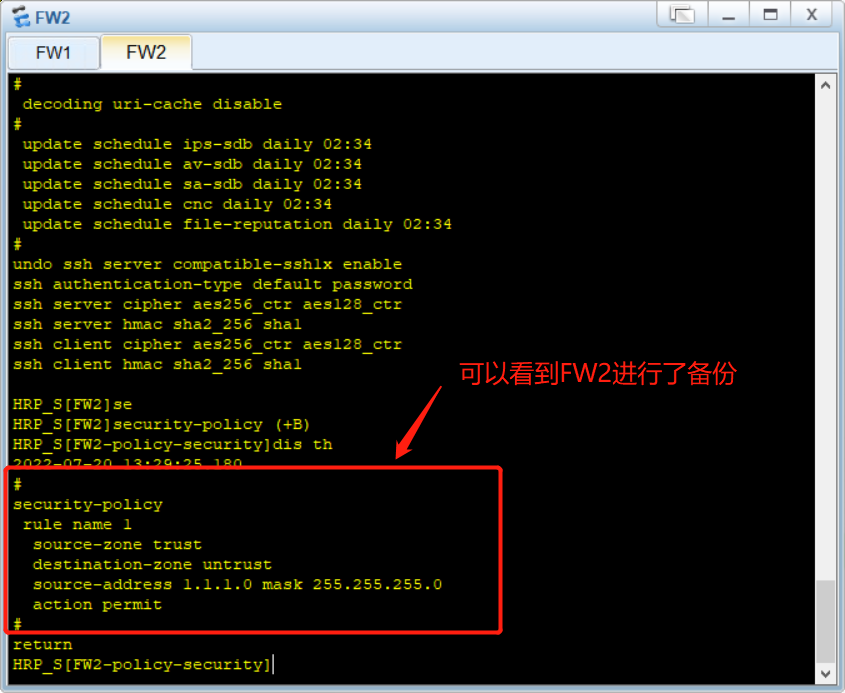 FW2
FW1
FW2
#
decoding uri-cache disable
#
update schedule ips-sdb daily 02:34
update schedule av-sdb daily 02:34
update schedule sa-sdb daily 02:34
update schedule cnc daily 02:34
update schedule file-reputation daily 02:34
#
undo ssh server compatible-ssh1x enable
ssh authentication-type default password
ssh server cipher aes256_ctr aes128_ctr
ssh server hmac sha2_256 sha1
ssh client cipher aes256_ctr aes128_ctr
ssh client hmac sha2_256 sha1
可以看到FW2进行了备份
HRP_S[FW2]se
HRP_S[FW2]security-policy (+B)
HRP_S[FW2-policy-security]dis th
2022-07-20 13:29:25.180
#
security-policy
rule name 1
source-zone trust
destination-zone untrust
source-address 1.1.1.0 mask 255.255.255.0
action permit
#
return
HRP_S[FW2-policy-security]